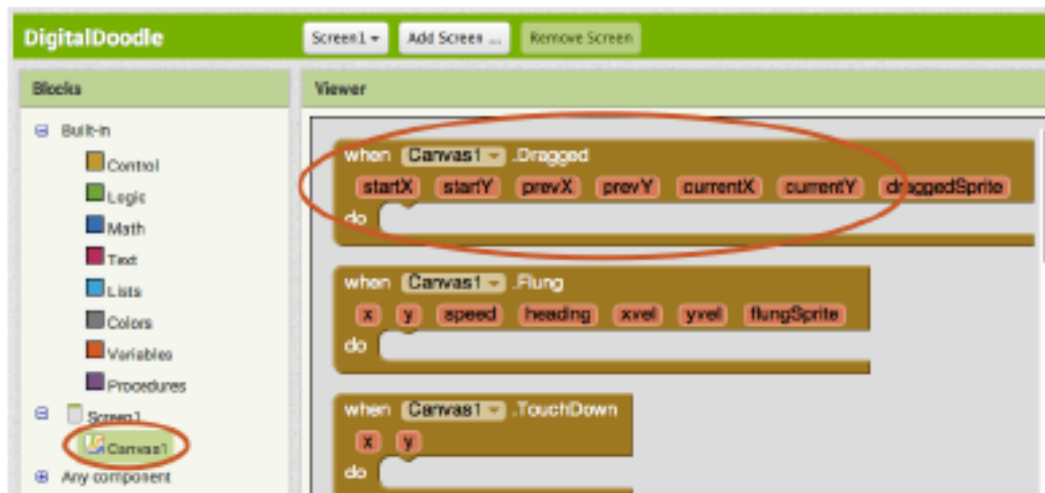 DigitalDoodle
Screen1 Add Screen ... Remove Screen
Blocks
Viewer
Built-in
Control
Logic
Math
Text
Lists
Colors
Variables
Procedures
Screen1
Canvas1
Any component
when Canvas1 .Dragged
startX startY prevX prevY currentX currentY draggedSprite
do
when Canvas1 .Flung
x y speed heading xvel yvel flungSprite
do
when Canvas1 .TouchDown
x y
do